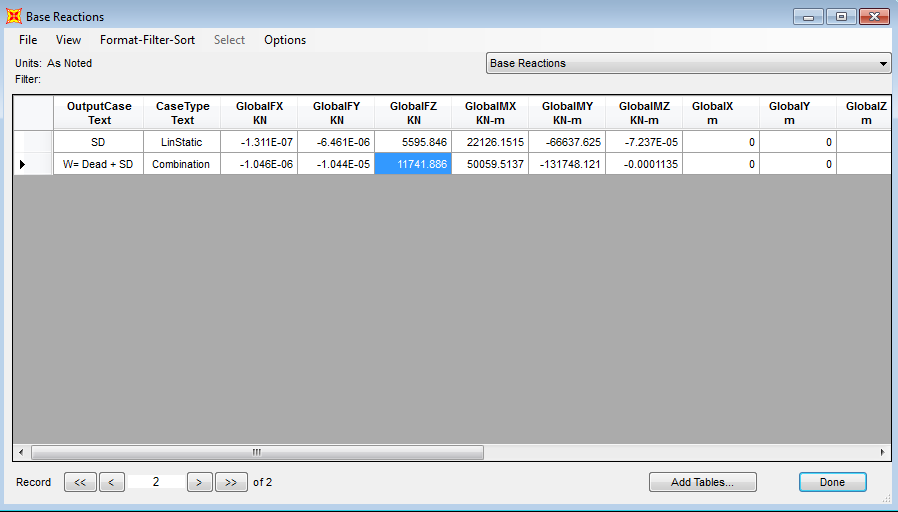 Base Reactions
File View Format-Filter-Sort Select Options
Units: As Noted
Base Reactions
Filter:
OutputCase CaseType GlobalFX GlobalFY GlobalFZ GlobalMX GlobalMY GlobalMZ GlobalX GlobalY GlobalZ
Text Text KN KN KN KN-m KN-m KN-m m m m
SD LinStatic -1.311E-07 -6.461E-06 5595.846 22126.1515 -66637.625 -7.237E-05 0 0
W= Dead + SD Combination -1.046E-06 -1.044E-05 11741.886 50059.5137 -131748.121 -0.0001135 0 0
Record << < 2 > >> of 2 Add Tables... Done